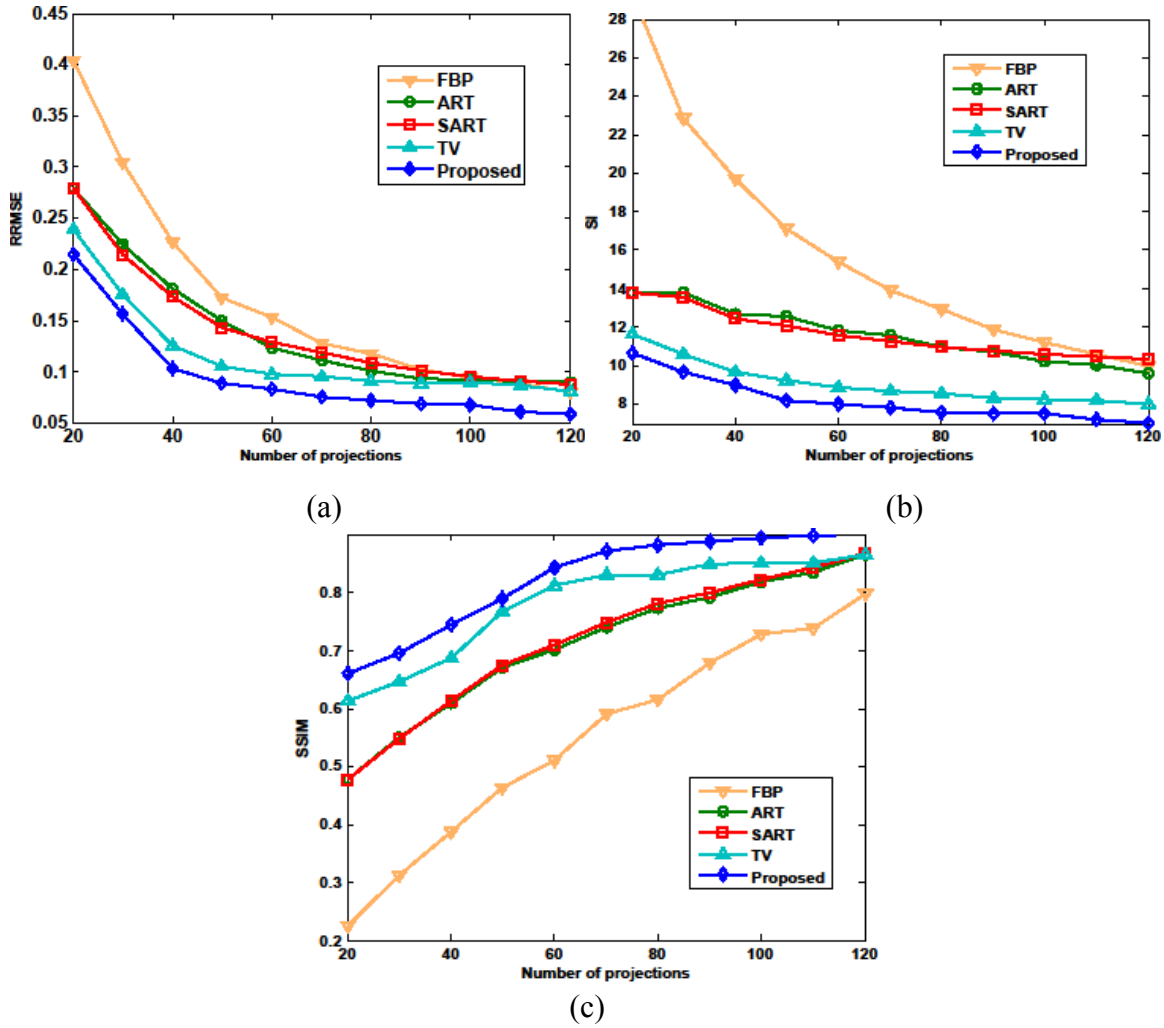 0.45
0.4
0.35
0.3
0.25
0.2
0.15
0.1
0.05
RRMSE
20 40 60 80 100 120
Number of projections
FBP
ART
SART
TV
Proposed
(a)
28
26
24
22
20
18
16
14
12
10
8
SI
20 40 60 80 100 120
Number of projections
FBP
ART
SART
TV
Proposed
(b)
0.8
0.7
0.6
0.5
0.4
0.3
0.2
SSIM
20 40 60 80 100 120
Number of projections
FBP
ART
SART
TV
Proposed
(c)